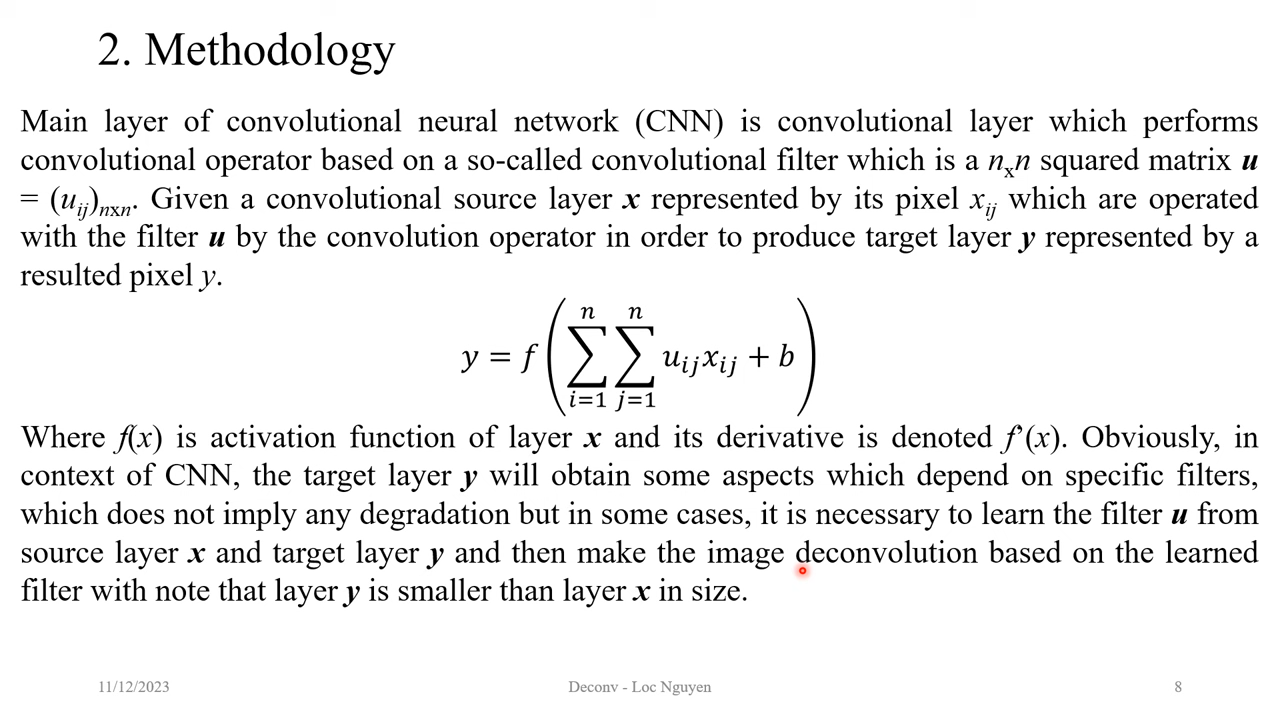 2. Methodology
Main layer of convolutional neural network (CNN) is convolutional layer which performs
convolutional operator based on a so-called convolutional filter which is a nxn squared matrix u
= (uij)nxn. Given a convolutional source layer x represented by its pixel xij which are operated
with the filter u by the convolution operator in order to produce target layer y represented by a
resulted pixel y.
y = f(∑_{i=1}^{n} ∑_{j=1}^{n} u_{ij}x_{ij} + b)
Where f(x) is activation function of layer x and its derivative is denoted f’(x). Obviously, in
context of CNN, the target layer y will obtain some aspects which depend on specific filters,
which does not imply any degradation but in some cases, it is necessary to learn the filter u from
source layer x and target layer y and then make the image deconvolution based on the learned
filter with note that layer y is smaller than layer x in size.
11/12/2023 Deconv - Loc Nguyen 8